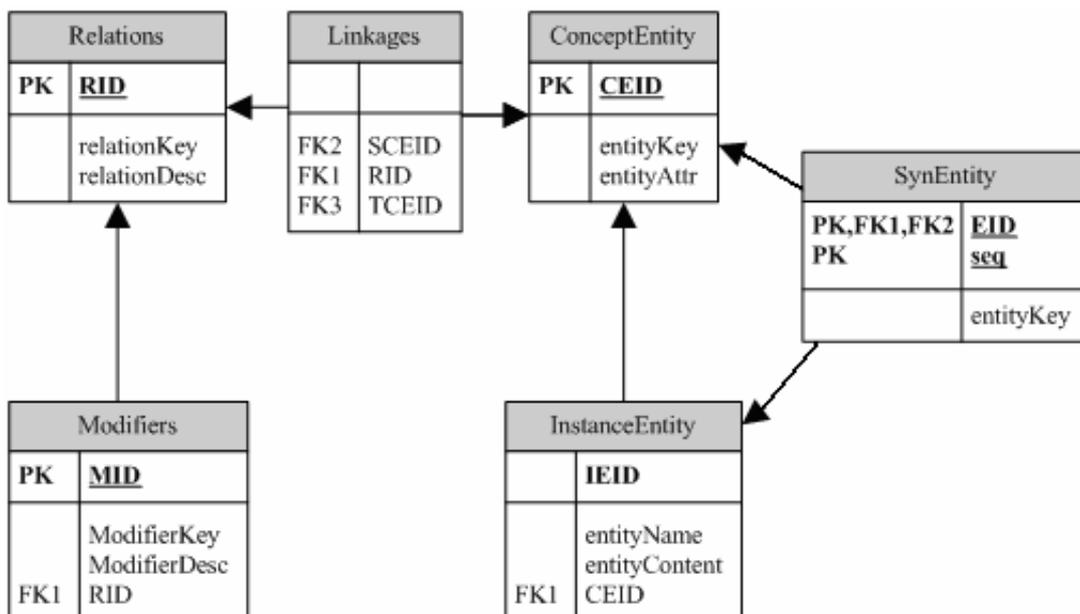 Relations
PK RID
relationKey
relationDesc
Linkages
FK2 SCEID
FK1 RID
FK3 TCEID
ConceptEntity
PK CEID
entityKey
entityAttr
SynEntity
PK,FK1,FK2 EID
PK seq
entityKey
Modifiers
PK MID
ModifierKey
ModifierDesc
FK1 RID
InstanceEntity
IEID
entityName
entityContent
FK1 CEID